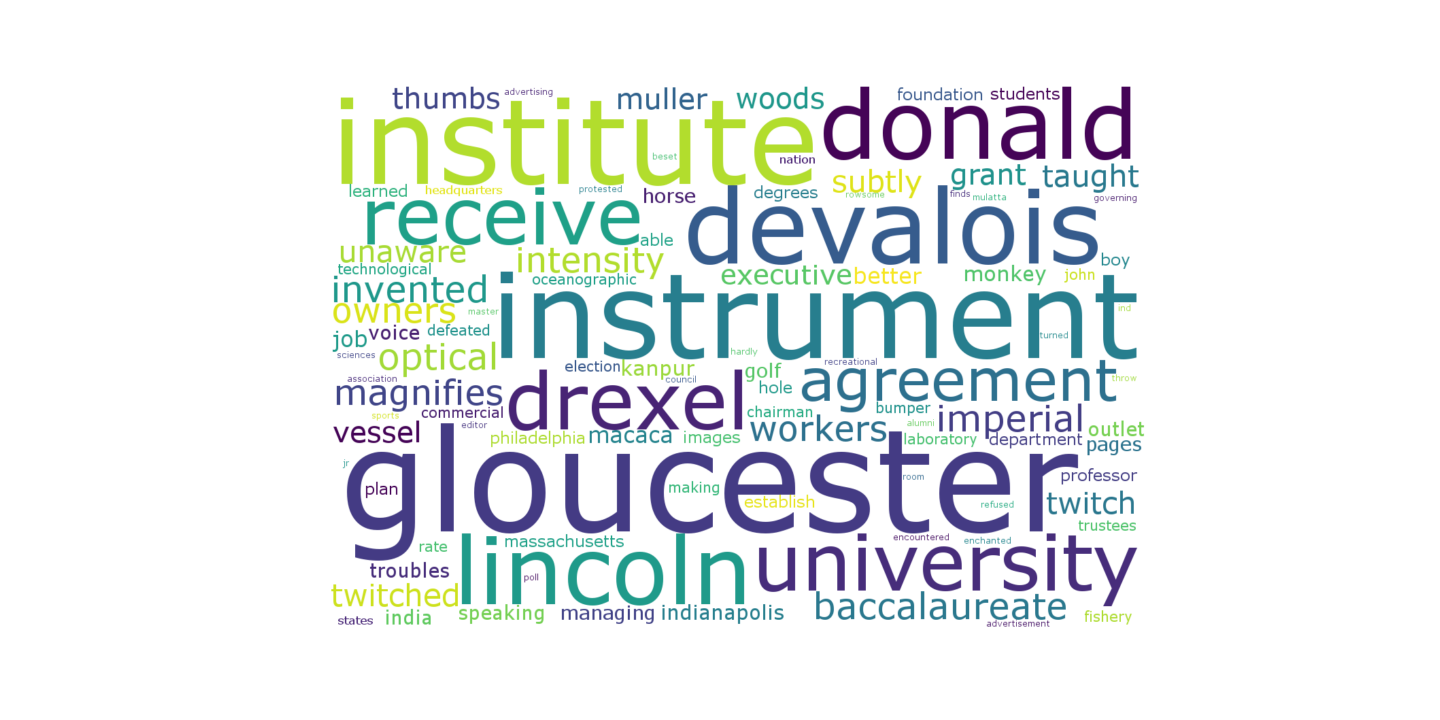 thumbs advertising muller woods foundation students
institute donald
beset nation
learned headquarters protested horse degrees subtly grant taught
rowsome finds mulatta governing
receive devalois
able
unaware intensity boy
technological oceanographic executive better monkey john
invented instrument
owners master ind
job voice defeated turned
sciences optical hardly recreational
election kanpur golf agreement
association council hole throw
magnifies drexel
sports commercial editor chairman bumper imperial
vessel philadelphia macaca images workers alumni outlet
laboratory department pages
jr gloucester
plan making room professor
establish refused twitch
trustees
rate massachusetts encountered enchanted
troubles lincoln university
poll
twitched baccalaureate
states india speaking managing indianapolis advertisement fishery